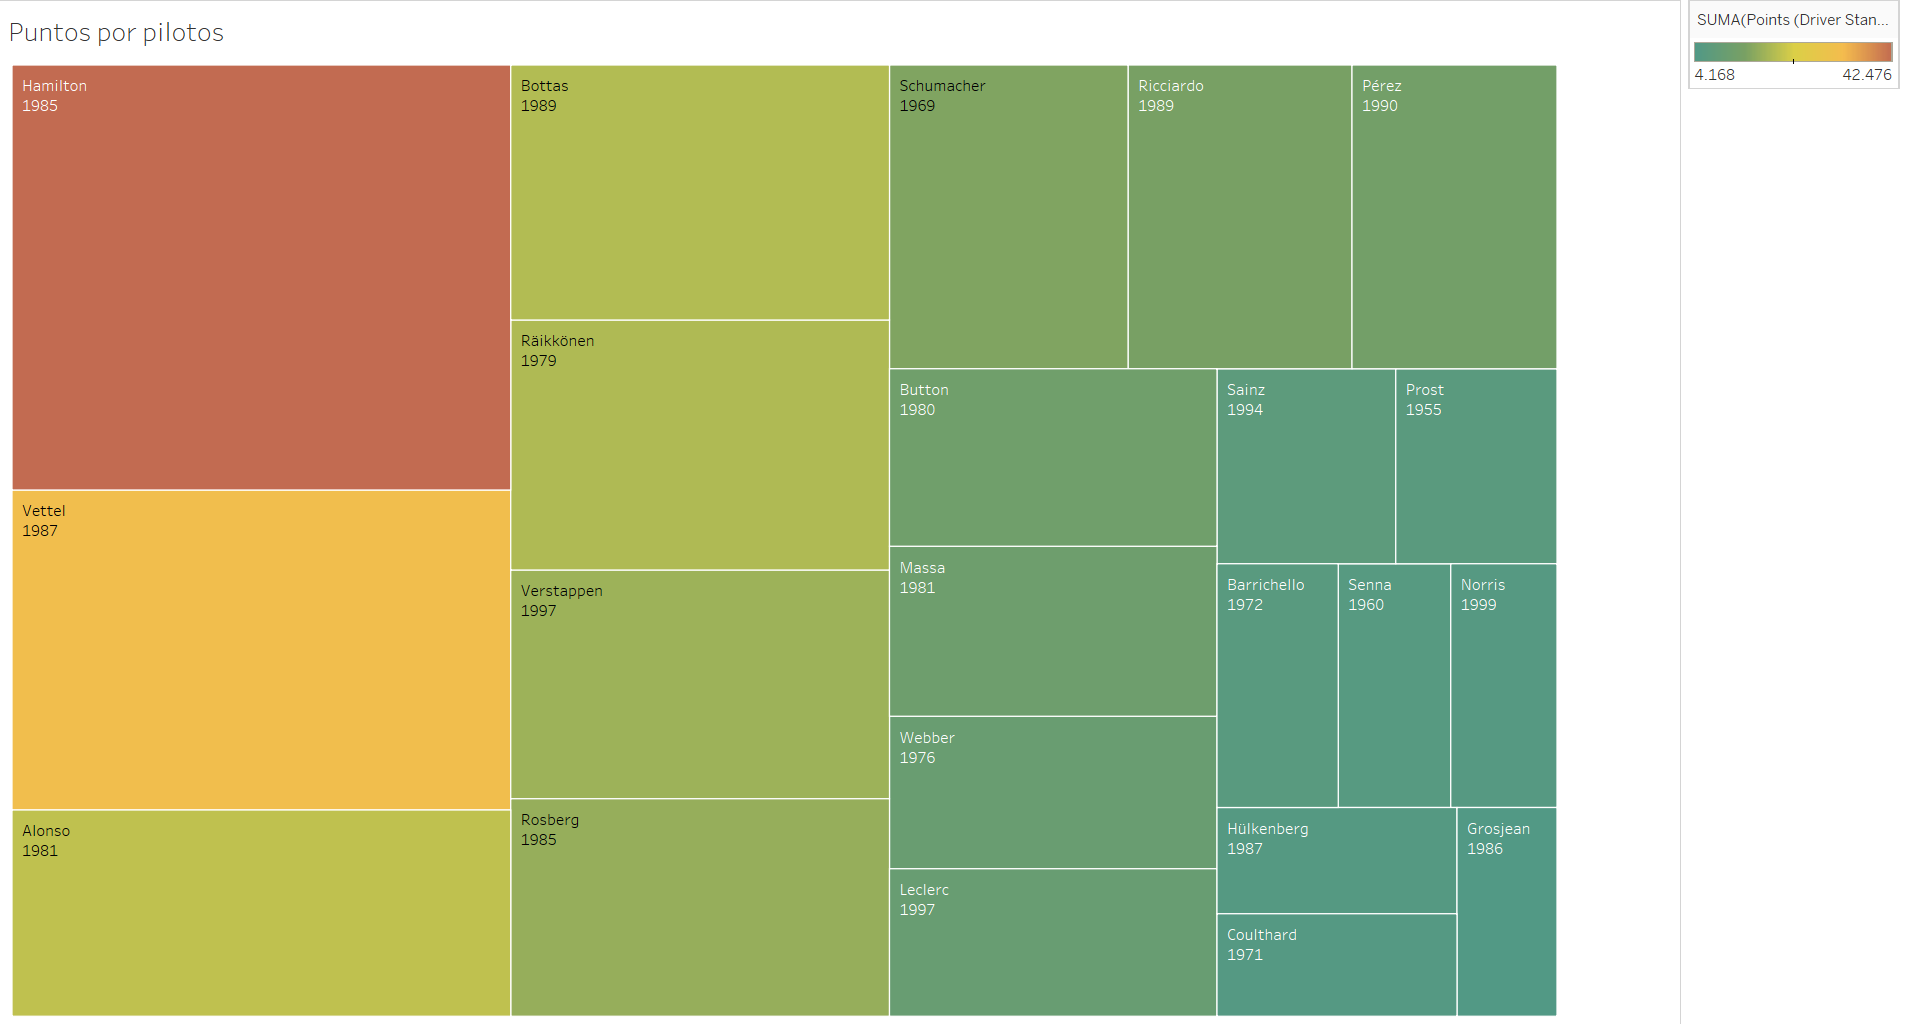 Puntos por pilotos
SUMA(Points (Driver Stan...
4.168 42.476
Hamilton
1985
Vettel
1987
Alonso
1981
Bottas
1989
Räikkönen
1979
Verstappen
1997
Rosberg
1985
Schumacher
1969
Ricciardo
1989
Pérez
1990
Button
1980
Massa
1981
Webber
1976
Leclerc
1997
Sainz
1994
Prost
1955
Barrichello
1972
Senna
1960
Norris
1999
Hülkenberg
1987
Coulthard
1971
Grosjean
1986